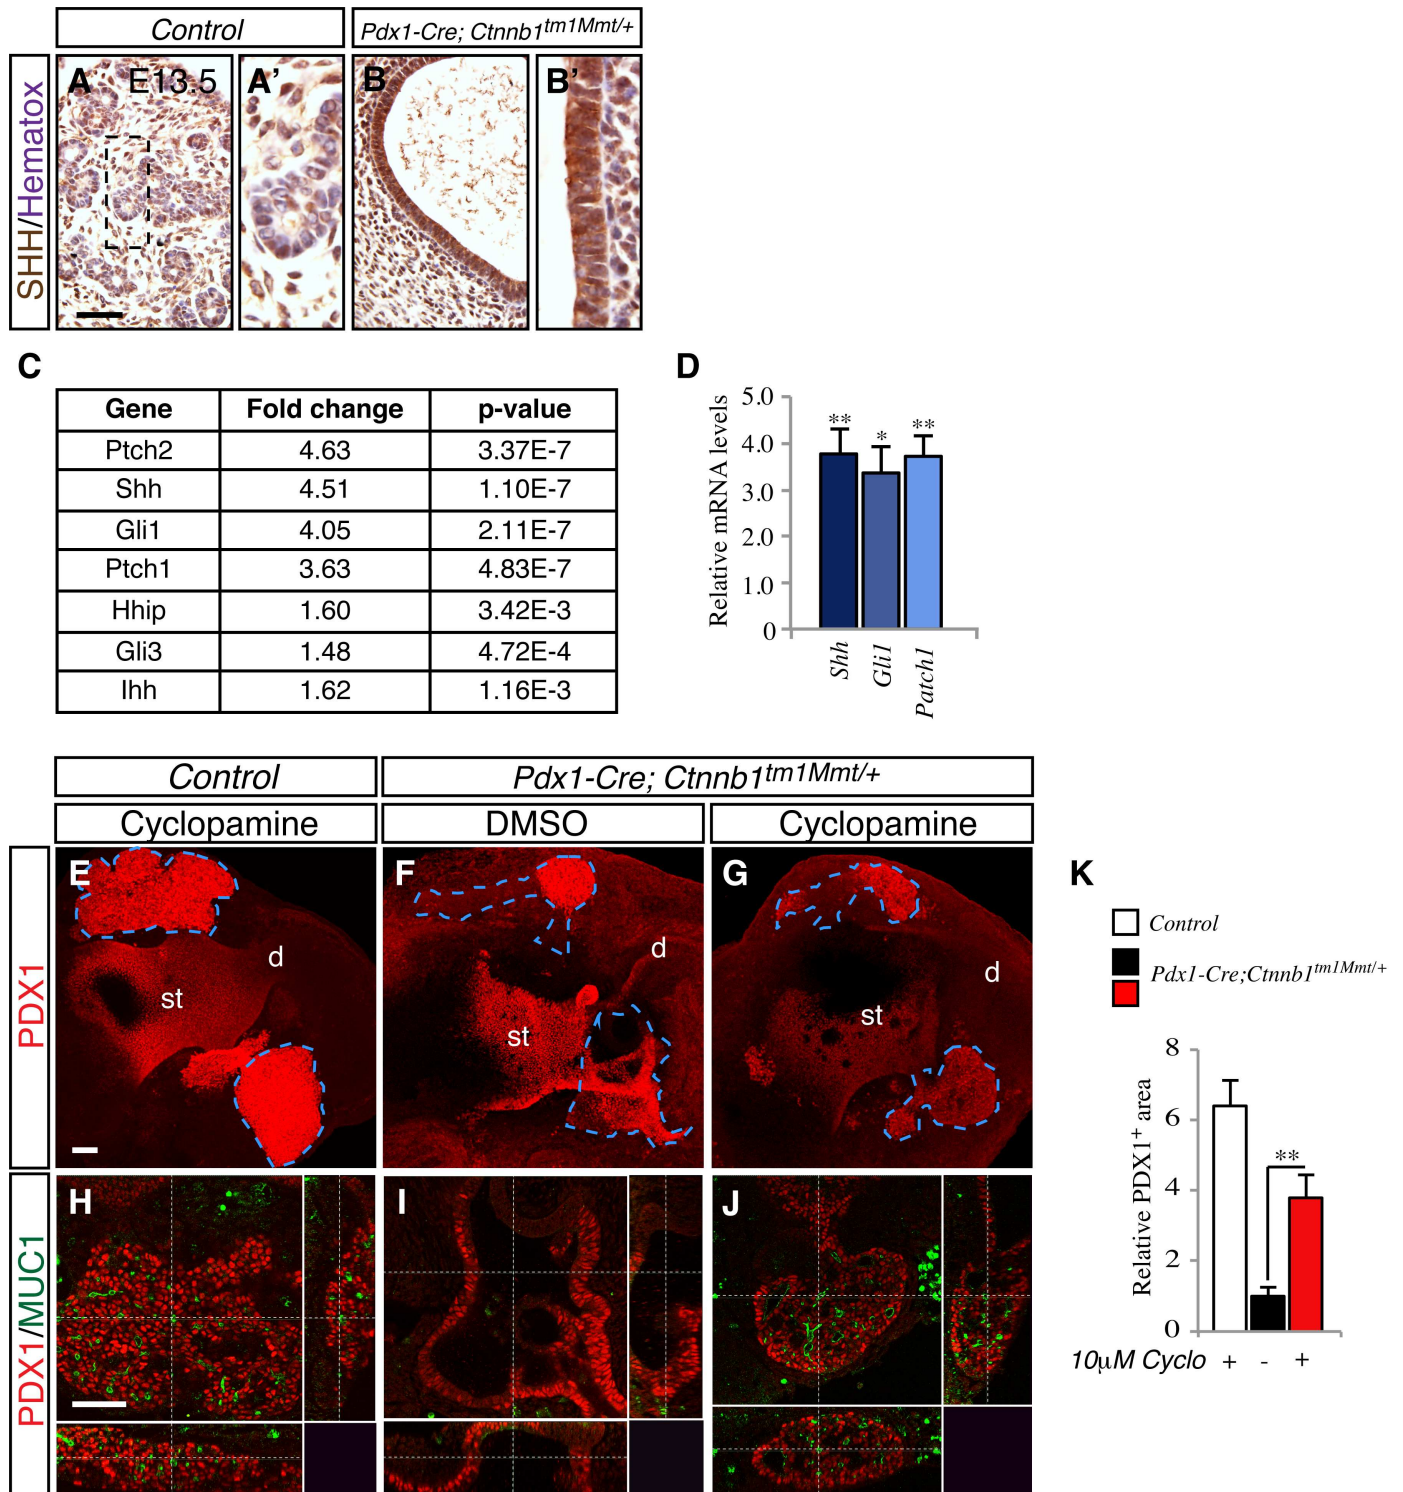 Control
Pdx1-Cre; Ctnnb1tm1Mmt/+
SHH/Hematox
A
E13.5
A'
B
B'
C
Gene Fold change p-value
Ptch2 4.63 3.37E-7
Shh 4.51 1.10E-7
Gli1 4.05 2.11E-7
Ptch1 3.63 4.83E-7
Hhip 1.60 3.42E-3
Gli3 1.48 4.72E-4
Ihh 1.62 1.16E-3
D
Relative mRNA levels
5.0
4.0
3.0
2.0
1.0
0
** * **
Shh
Gli1
Patch1
Control
Pdx1-Cre; Ctnnb1tm1Mmt/+
Cyclopamine
DMSO
Cyclopamine
PDX1
E
st
d
F
st
d
G
st
d
PDX1/MUC1
H
I
J
K
Control
Pdx1-Cre;Ctnnb1tm1Mmt/+
Relative PDX1+ area
8
6
4
2
0
**
10μM Cyclo + - +